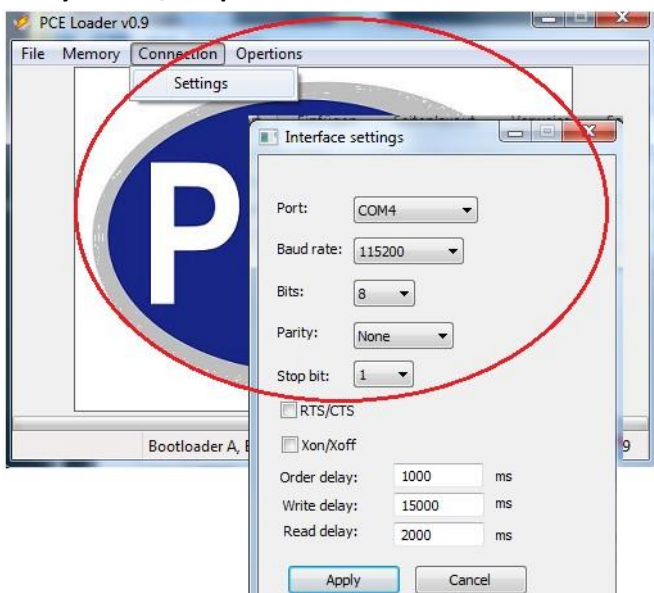 PCE Loader v0.9
File Memory Connection Opertions
Settings
P
Interface settings
Port: COM4
Baud rate: 115200
Bits: 8
Parity: None
Stop bit: 1
RTS/CTS
Xon/Xoff
Bootloader A, 9
Order delay: 1000 ms
Write delay: 15000 ms
Read delay: 2000 ms
Apply Cancel